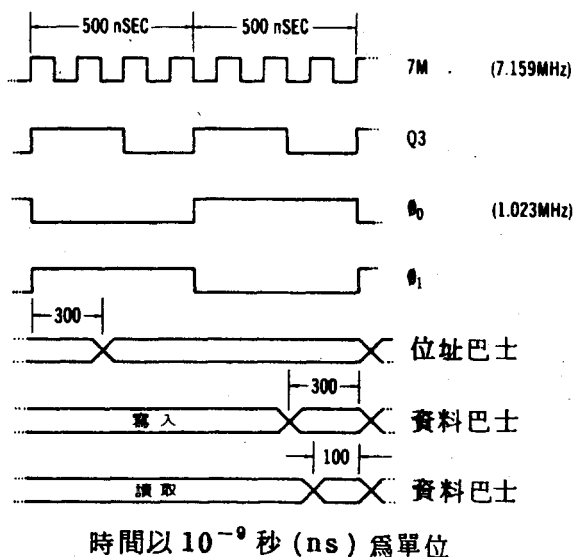 500 nSEC 500 nSEC
7M (7.159MHz)
Q3
Φ₀ (1.023MHz)
Φ₁
300
位址巴士
300
寫入 資料巴士
100
讀取 資料巴士
時間以10⁻⁹秒(ns)爲單位